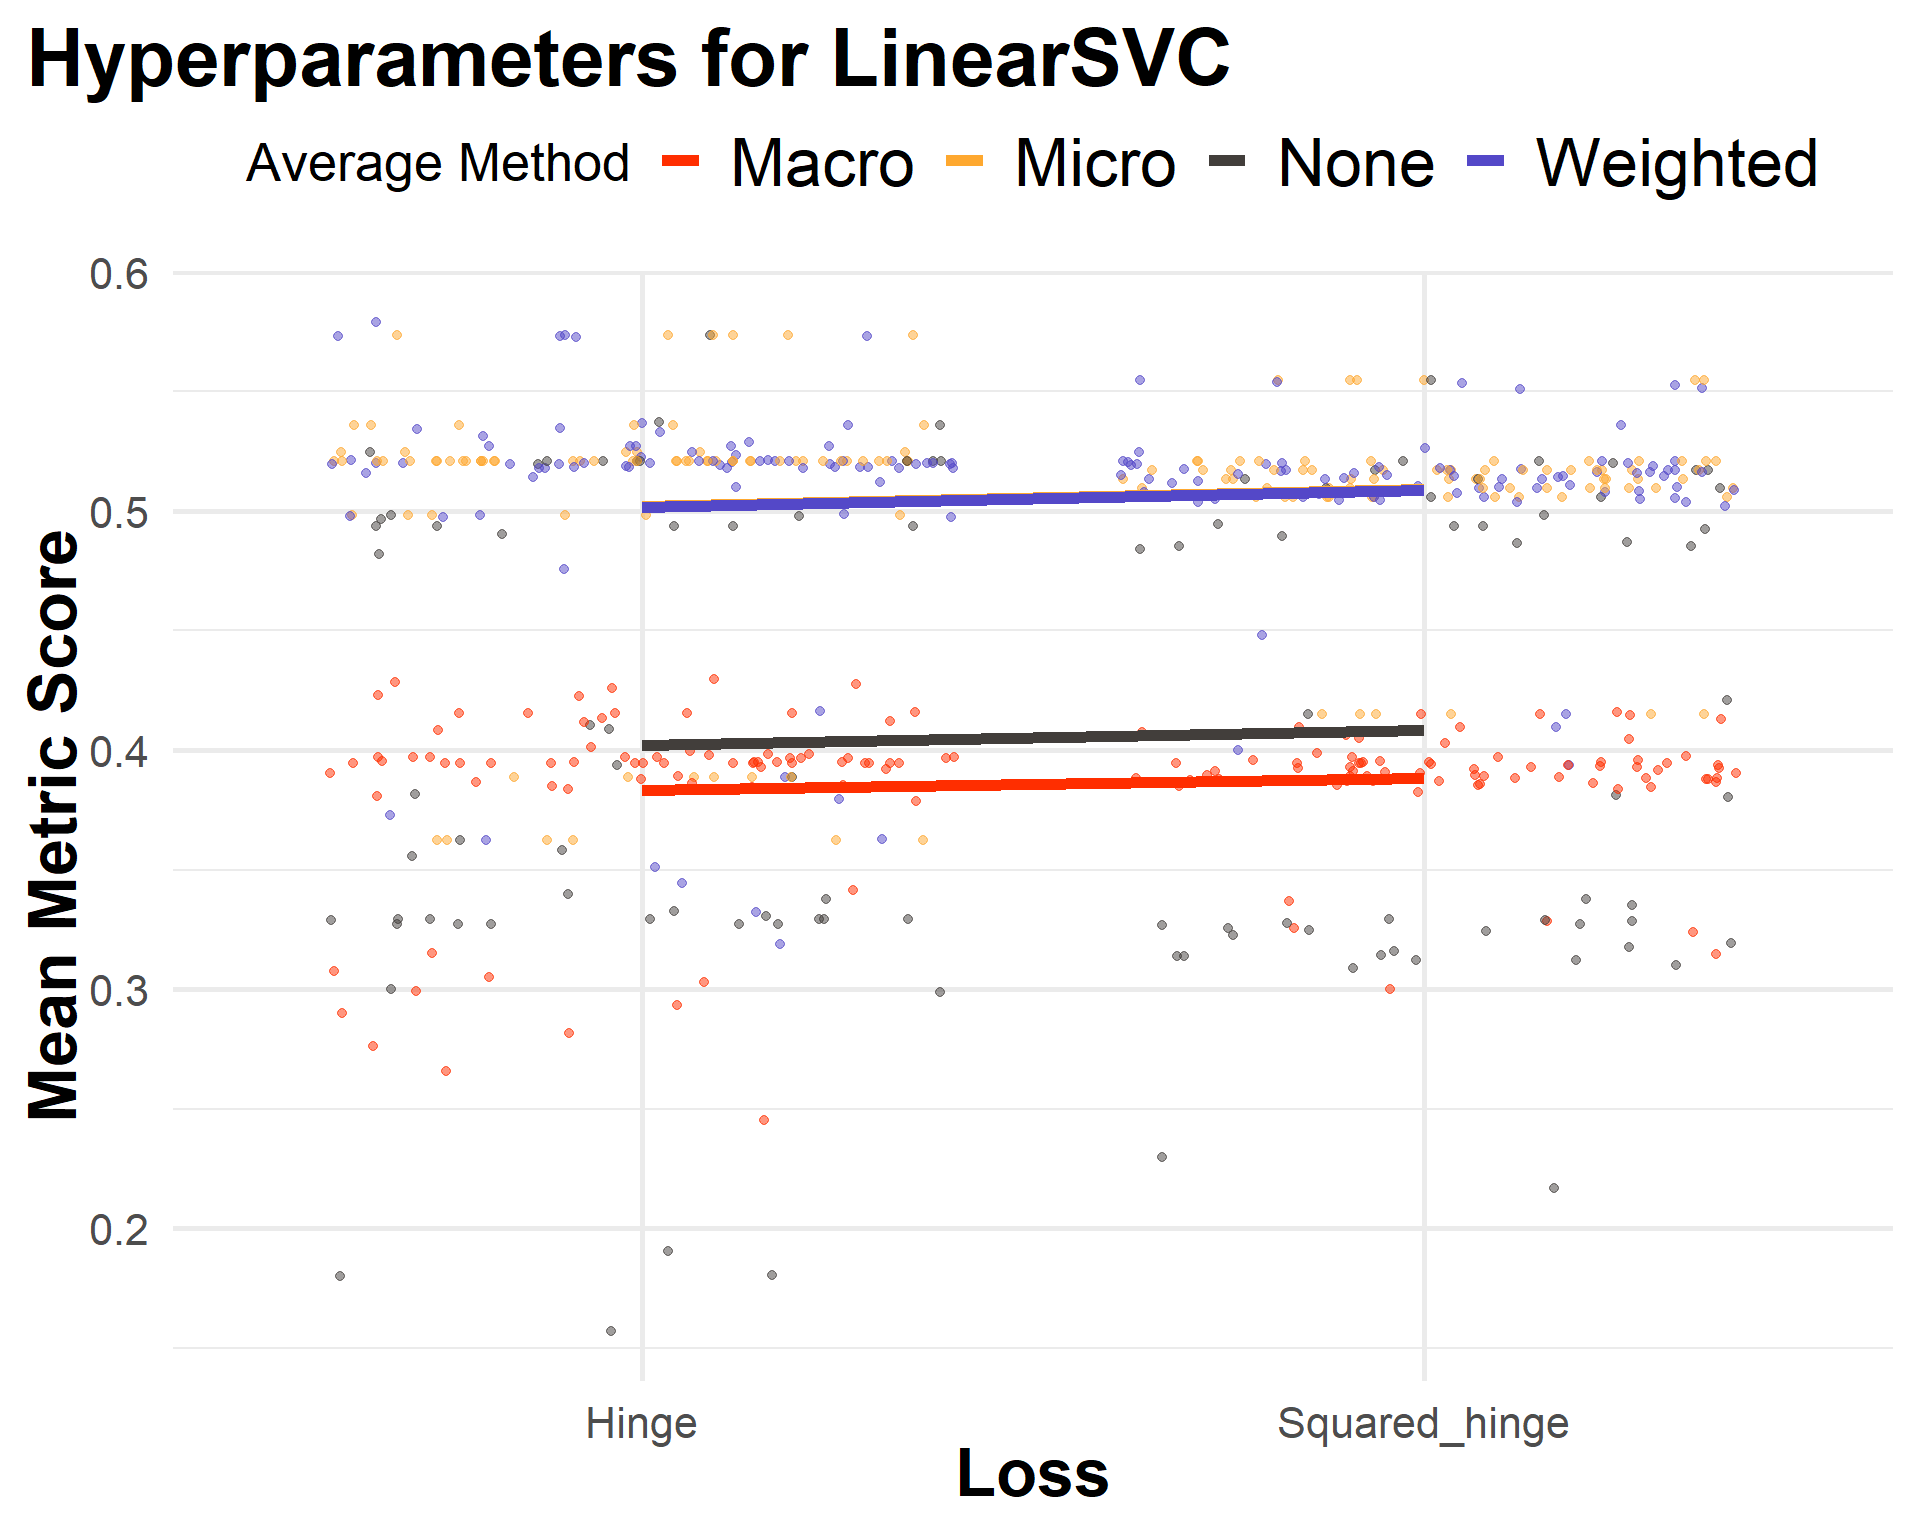 Hyperparameters for LinearSVC
Average Method Macro Micro None Weighted
Mean Metric Score
0.6
0.5
0.4
0.3
0.2
Hinge Squared_hinge
Loss